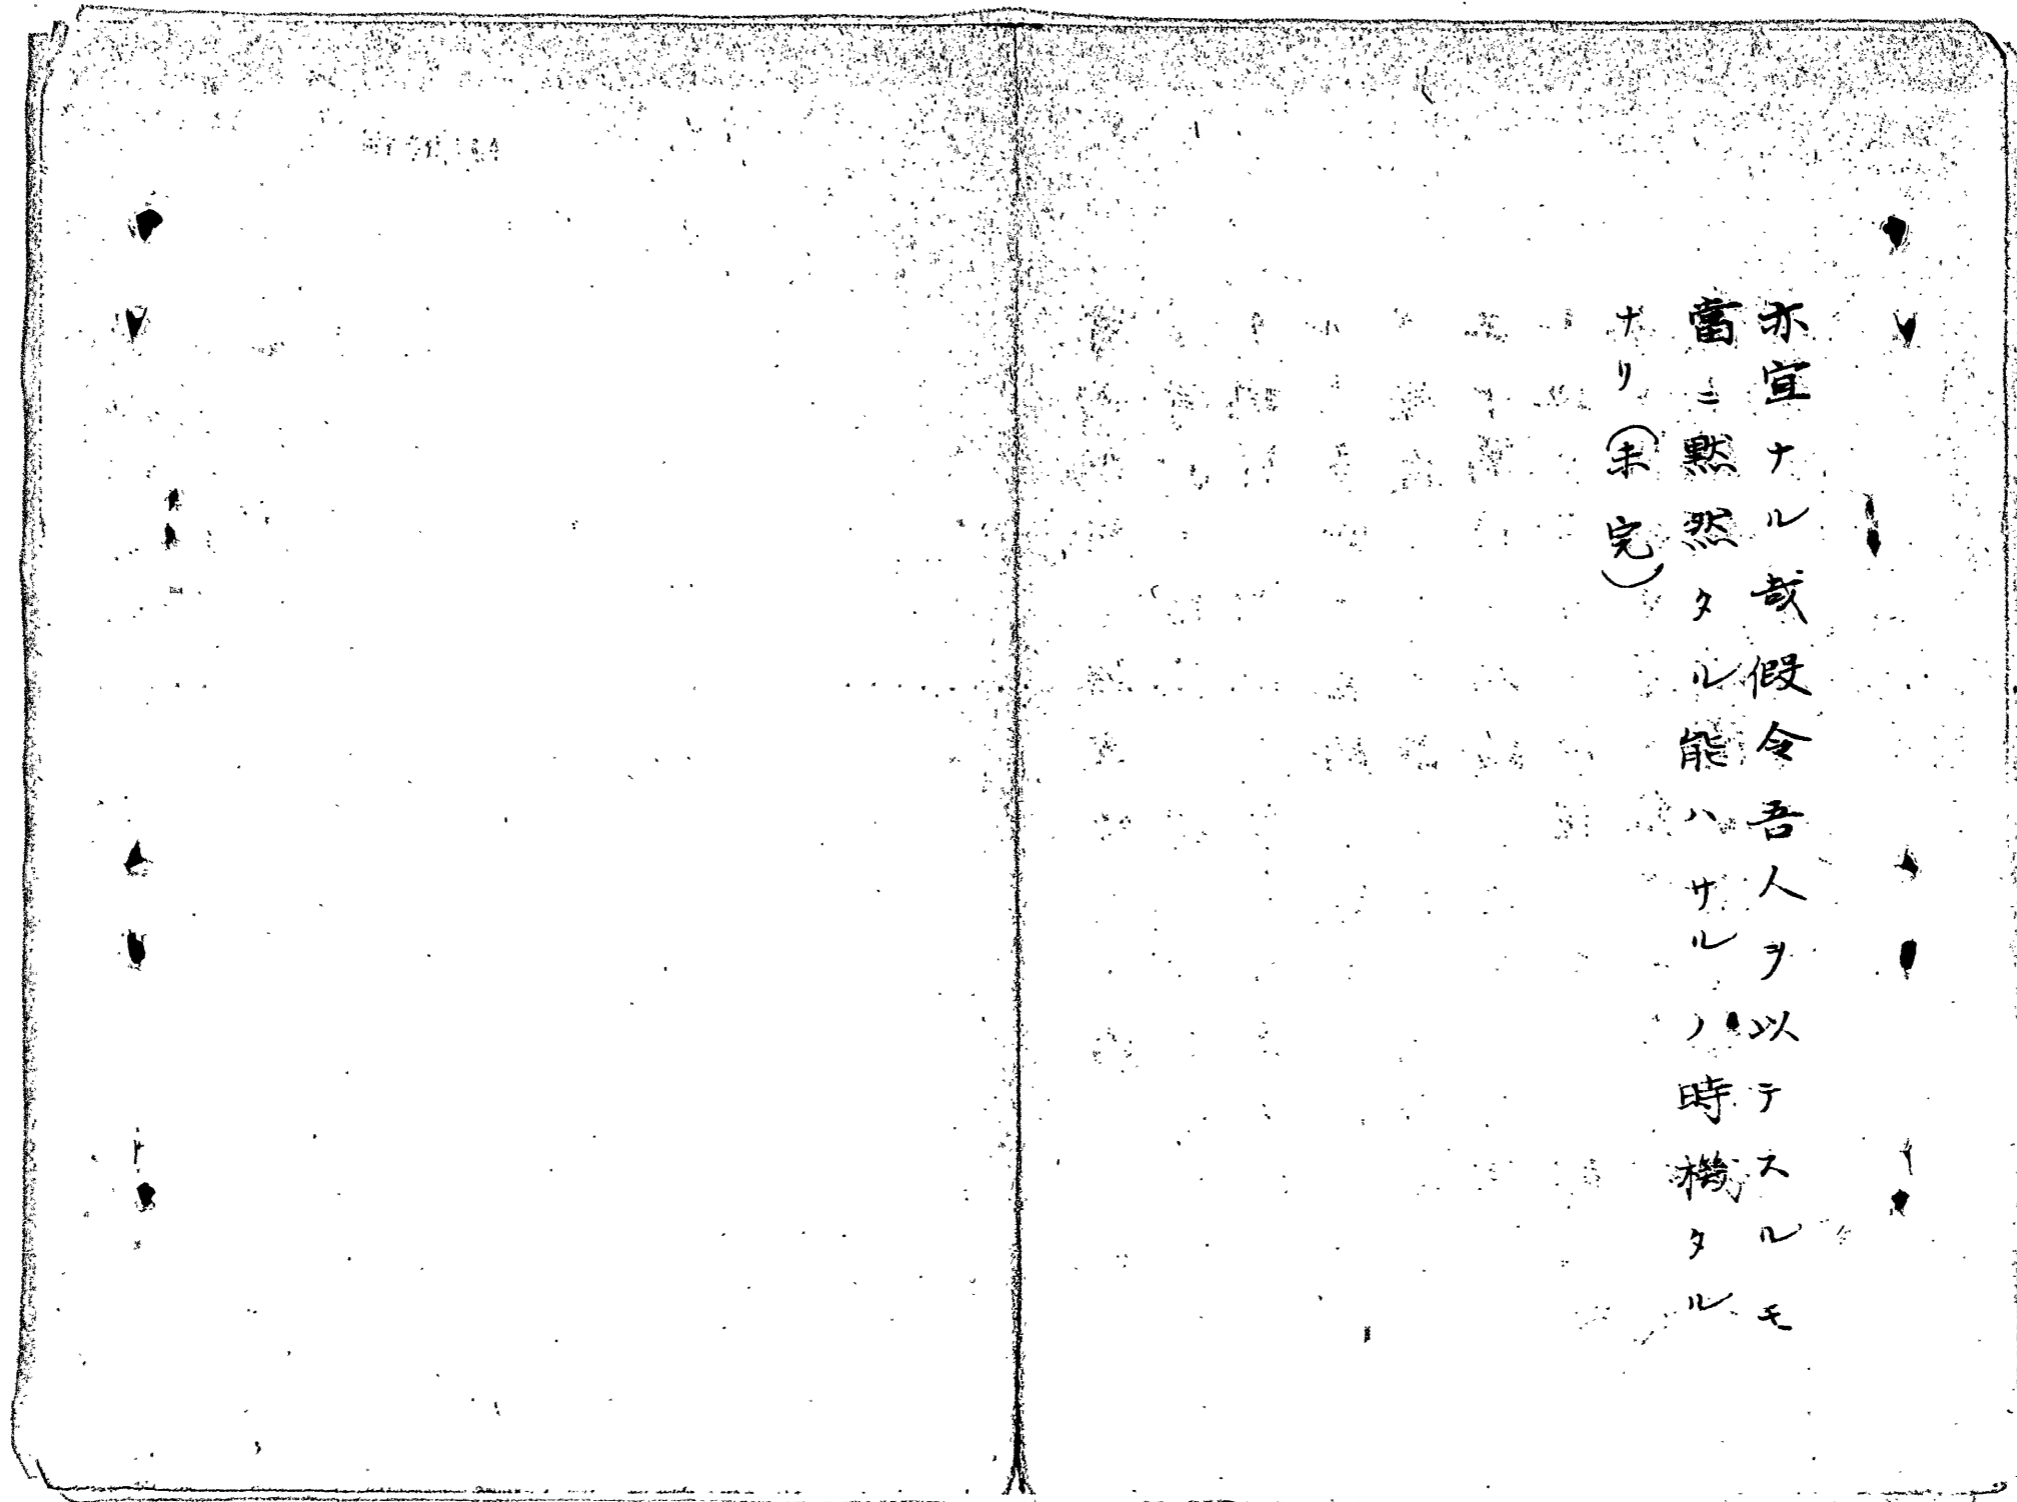 亦宜ナル哉假令吾人ヲ以テスルモ
當ニ黙然タル能ハサルノ時機タル
ナリ(未完)